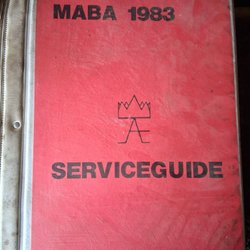 MABA 1983
Æ
SERVICEGUIDE